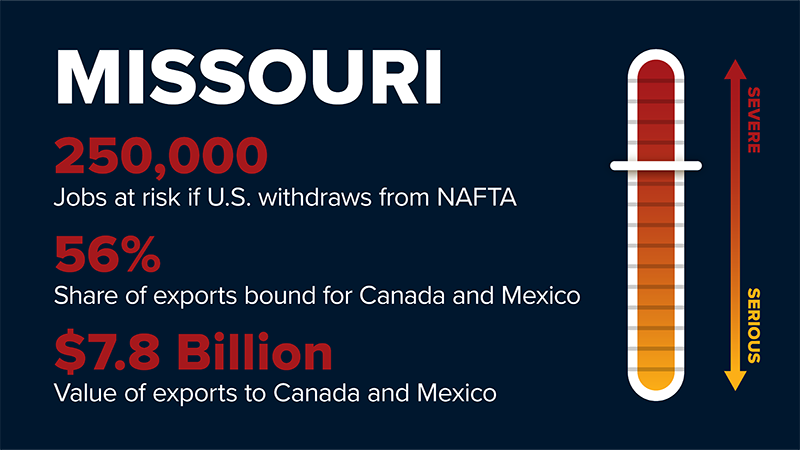 MISSOURI
250,000
Jobs at risk if U.S. withdraws from NAFTA
56%
Share of exports bound for Canada and Mexico
$7.8 Billion
Value of exports to Canada and Mexico
SEVERE
SERIOUS